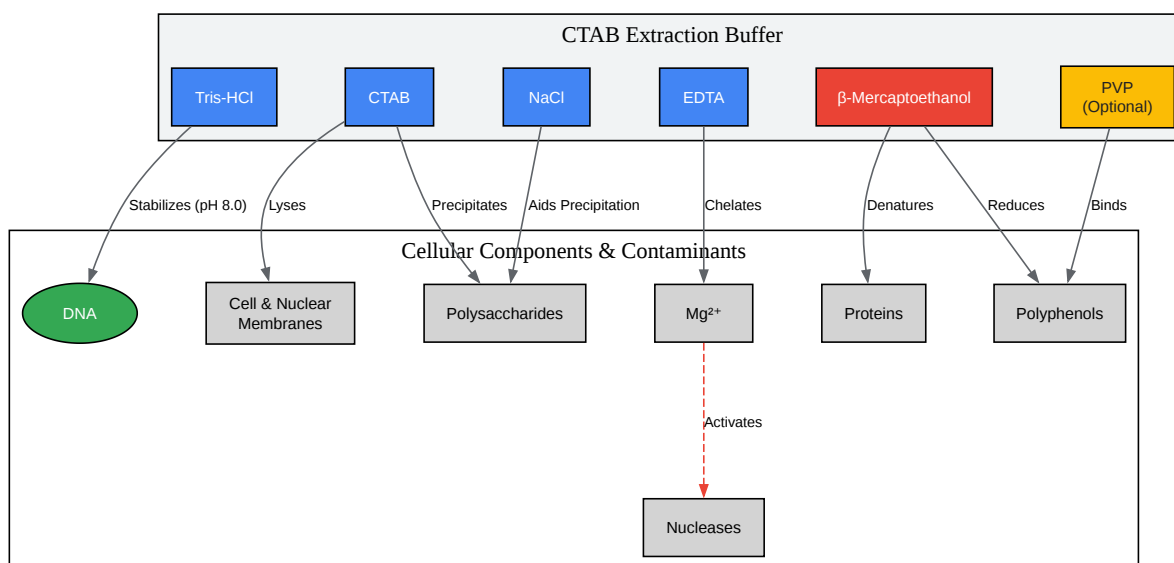 CTAB Extraction Buffer
Tris-HCl
CTAB
NaCl
EDTA
β-Mercaptoethanol
PVP
(Optional)
Stabilizes (pH 8.0)
Lyses
Precipitates
Aids Precipitation
Chelates
Denatures
Reduces
Binds
Cellular Components & Contaminants
DNA
Cell & Nuclear
Membranes
Polysaccharides
Mg²⁺
Proteins
Polyphenols
Activates
Nucleases